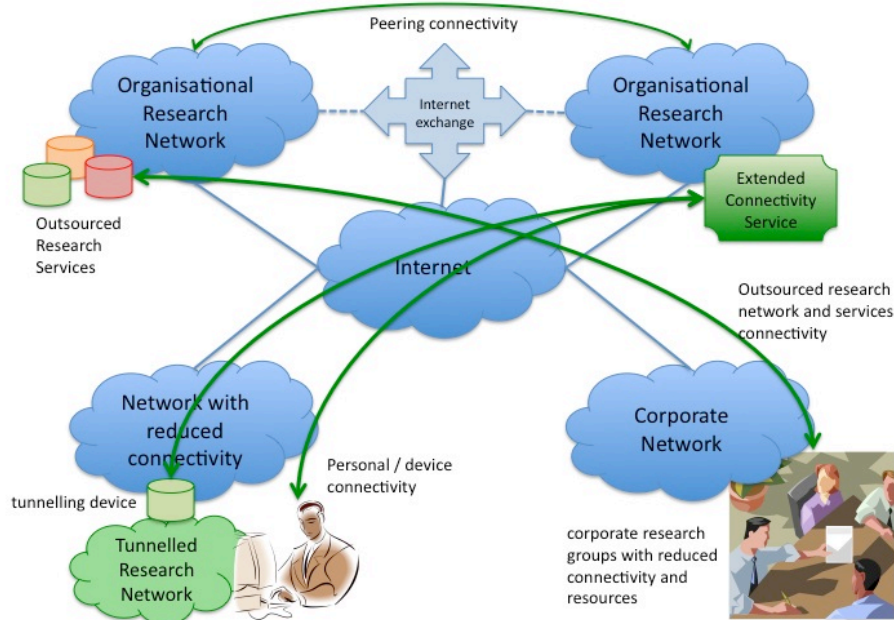 Peering connectivity
Organisational
Research
Network
Internet
exchange
Organisational
Research
Network
Outsourced
Research
Services
Extended
Connectivity
Service
Internet
Outsourced research
network and services
connectivity
Network with
reduced
connectivity
Corporate
Network
Personal / device
connectivity
tunnelling device
Tunnelled
Research
Network
corporate research
groups with reduced
connectivity and
resources